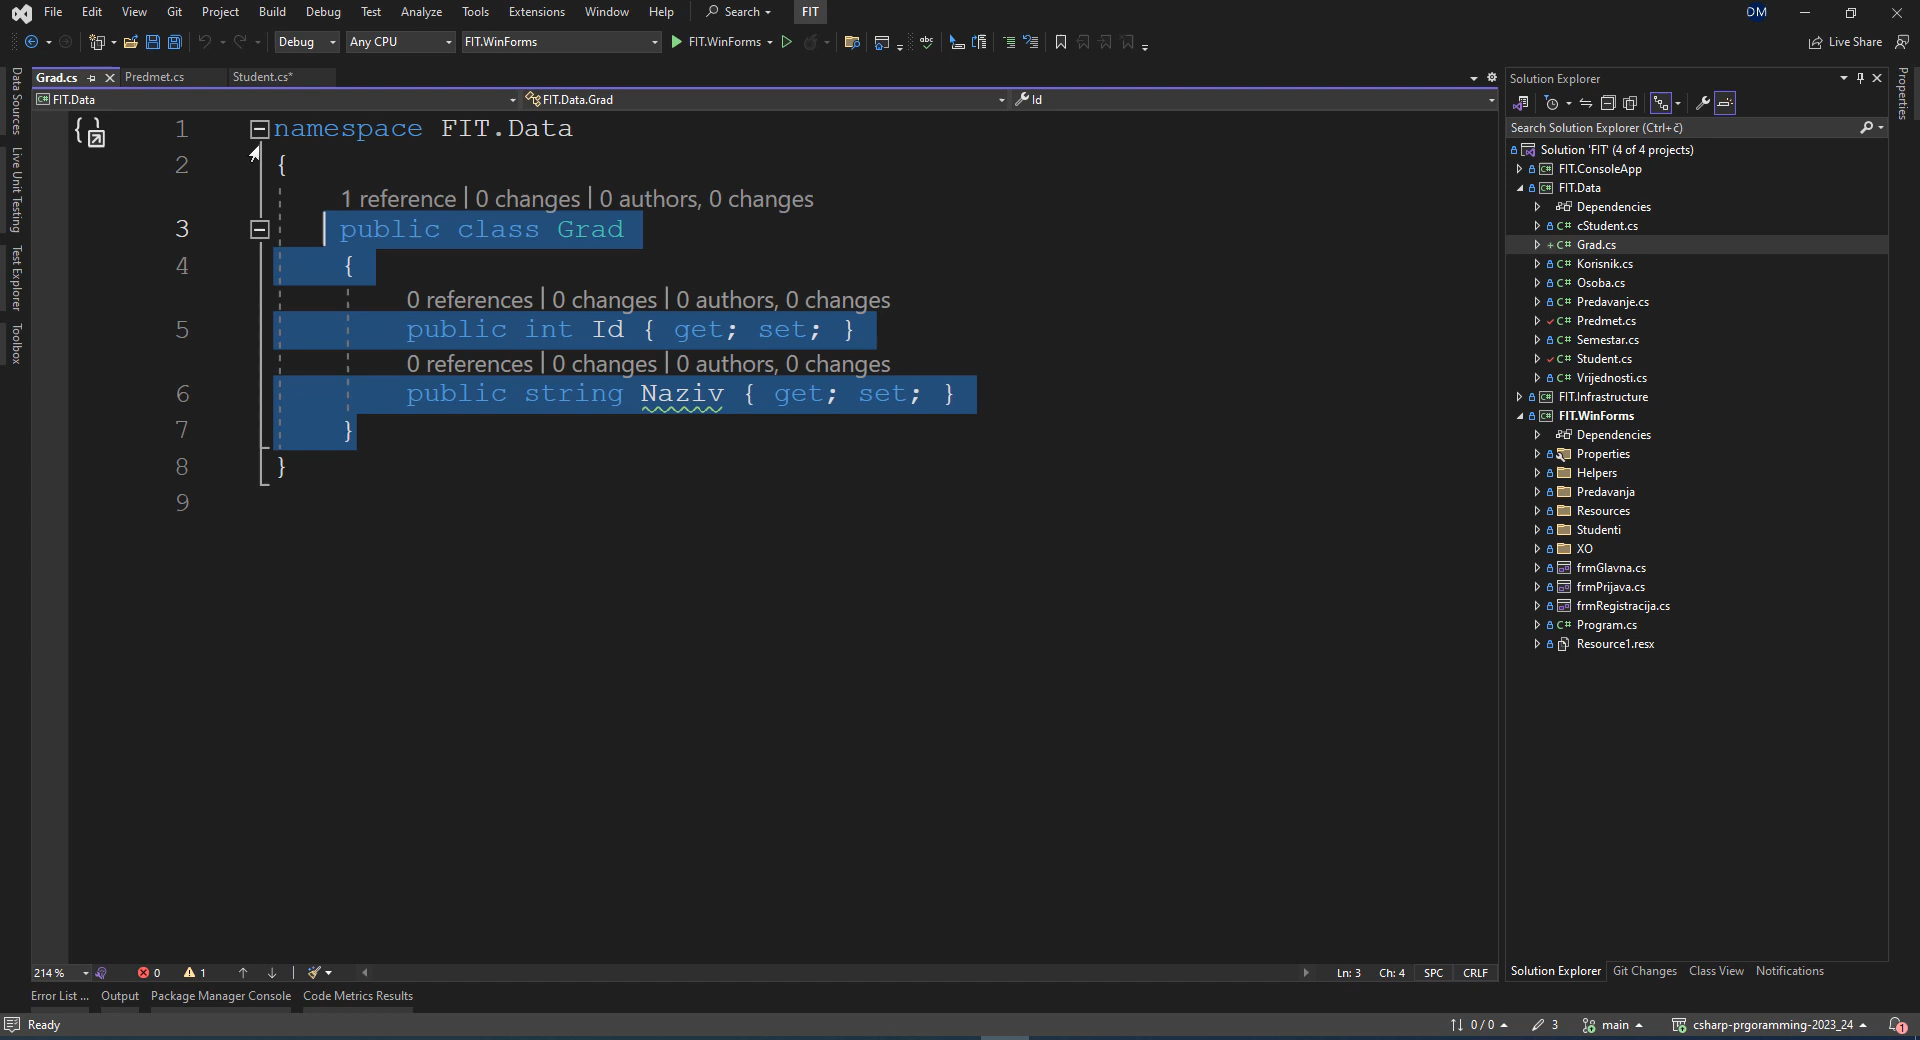 File Edit View Git Project Build Debug Test Analyze Tools Extensions Window Help Search FIT DM
Debug Any CPU FIT.WinForms FIT.WinForms Live Share
Grad.cs Predmet.cs Student.cs*
FIT.Data FIT.Data.Grad Id
Data Sources
Live Unit Testing
Test Explorer
Toolbox
1 namespace FIT.Data
2 {
1 reference | 0 changes | 0 authors, 0 changes
3 public class Grad
4 {
0 references | 0 changes | 0 authors, 0 changes
5 public int Id { get; set; }
0 references | 0 changes | 0 authors, 0 changes
6 public string Naziv { get; set; }
7 }
8 }
9
214 % 0 1 Ln: 3 Ch: 4 SPC CRLF
Error List ... Output Package Manager Console Code Metrics Results
Solution Explorer
Search Solution Explorer (Ctrl+č)
Solution 'FIT' (4 of 4 projects)
FIT.ConsoleApp
FIT.Data
Dependencies
C# cStudent.cs
C# Grad.cs
C# Korisnik.cs
C# Osoba.cs
C# Predavanje.cs
C# Predmet.cs
C# Semestar.cs
C# Student.cs
C# Vrijednosti.cs
FIT.Infrastructure
FIT.WinForms
Dependencies
Properties
Helpers
Predavanja
Resources
Studenti
XO
frmGlavna.cs
frmPrijava.cs
frmRegistracija.cs
C# Program.cs
Resource1.resx
Solution Explorer Git Changes Class View Notifications
Properties
Ready 0 / 0 3 main csharp-prgoramming-2023_24 1